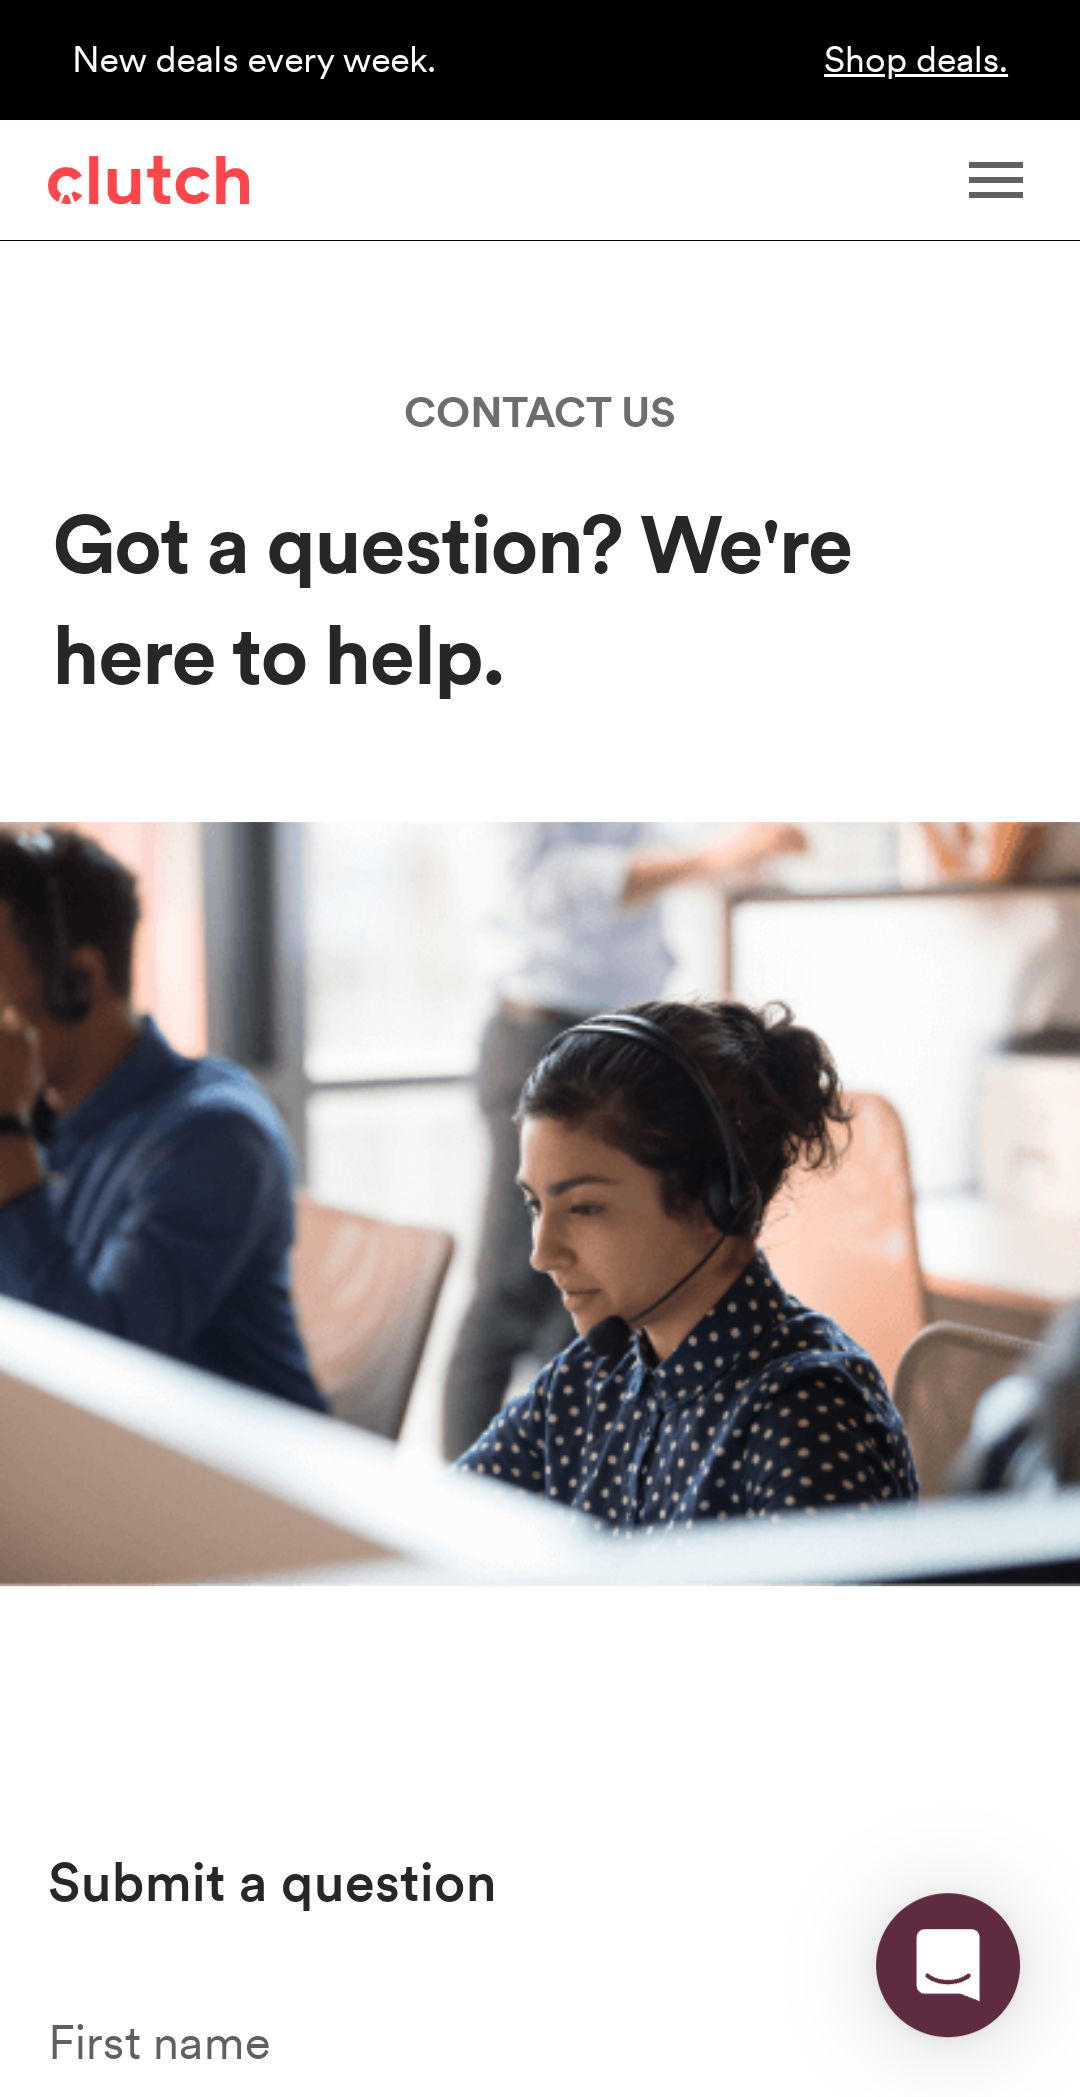 New deals every week.
Shop deals.
clutch
CONTACT US
Got a question? We're
here to help.
Submit a question
First name